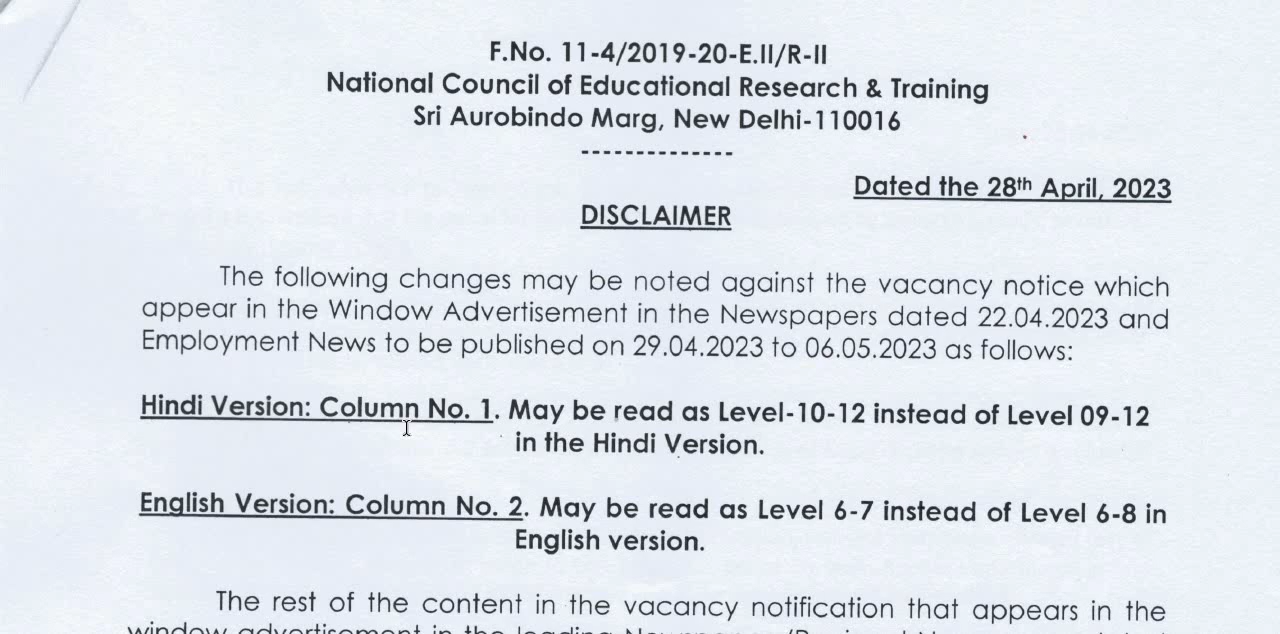 F.No. 11-4/2019-20-E.II/R-II
National Council of Educational Research & Training
Sri Aurobindo Marg, New Delhi-110016
--------------
Dated the 28th April, 2023
DISCLAIMER
The following changes may be noted against the vacancy notice which
appear in the Window Advertisement in the Newspapers dated 22.04.2023 and
Employment News to be published on 29.04.2023 to 06.05.2023 as follows:
Hindi Version: Column No. 1. May be read as Level-10-12 instead of Level 09-12
in the Hindi Version.
English Version: Column No. 2. May be read as Level 6-7 instead of Level 6-8 in
English version.
The rest of the content in the vacancy notification that appears in the
window advertisement in the leading